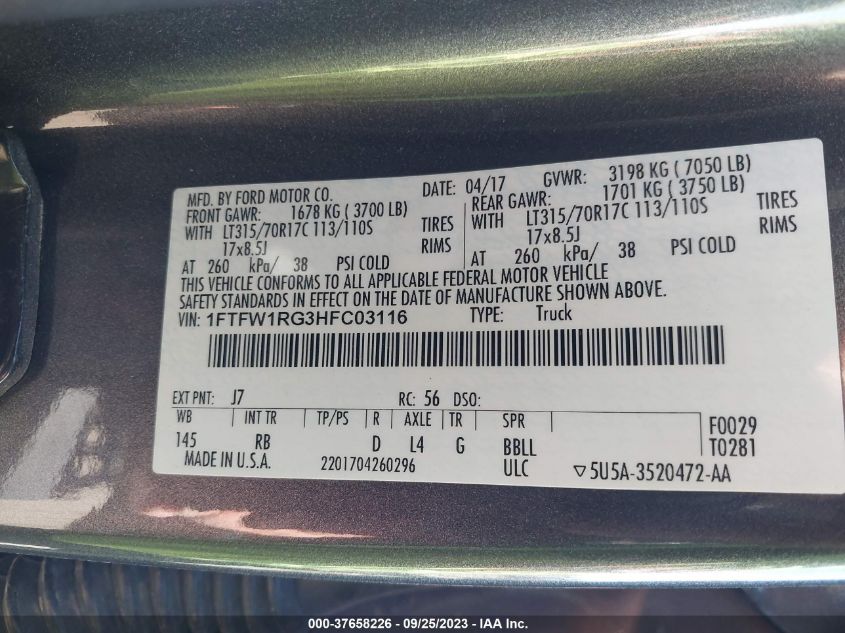 MFD. BY FORD MOTOR CO. DATE: 04/17 GVWR: 3198 KG ( 7050 LB)
FRONT GAWR: 1678 KG ( 3700 LB) REAR GAWR: 1701 KG ( 3750 LB)
WITH LT315/70R17C 113/110S TIRES WITH LT315/70R17C 113/110S TIRES
17x8.5J RIMS 17x8.5J RIMS
AT 260 kPa/ 38 PSI COLD AT 260 kPa/ 38 PSI COLD
THIS VEHICLE CONFORMS TO ALL APPLICABLE FEDERAL MOTOR VEHICLE
SAFETY STANDARDS IN EFFECT ON THE DATE OF MANUFACTURE SHOWN ABOVE.
VIN: 1FTFW1RG3HFC03116 TYPE: Truck
EXT PNT: J7 RC: 56 DSO:
WB INT TR TP/PS R AXLE TR SPR F0029
145 RB D L4 G BBLL T0281
MADE IN U.S.A. 2201704260296 ULC ▽5U5A-3520472-AA
000-37658226 - 09/25/2023 - IAA Inc.